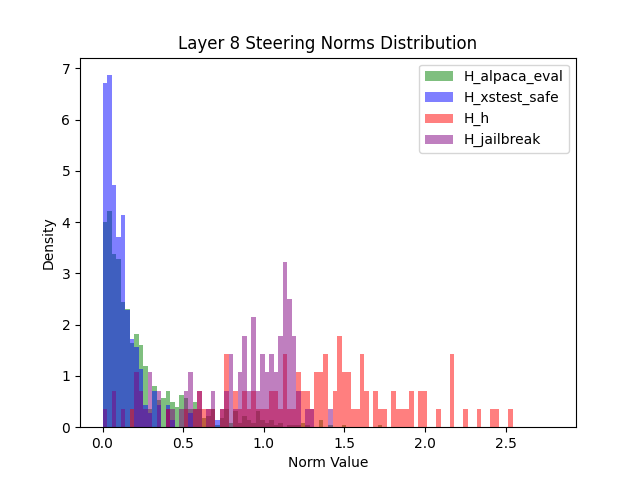 Layer 8 Steering Norms Distribution
H_alpaca_eval
H_xstest_safe
H_h
H_jailbreak
Density
7
6
5
4
3
2
1
0
0.0 0.5 1.0 1.5 2.0 2.5
Norm Value